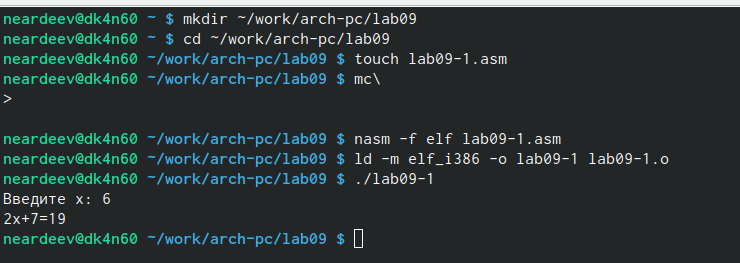 neardeev@dk4n60 ~ $ mkdir ~/work/arch-pc/lab09
neardeev@dk4n60 ~ $ cd ~/work/arch-pc/lab09
neardeev@dk4n60 ~/work/arch-pc/lab09 $ touch lab09-1.asm
neardeev@dk4n60 ~/work/arch-pc/lab09 $ mc\
>
neardeev@dk4n60 ~/work/arch-pc/lab09 $ nasm -f elf lab09-1.asm
neardeev@dk4n60 ~/work/arch-pc/lab09 $ ld -m elf_i386 -o lab09-1 lab09-1.o
neardeev@dk4n60 ~/work/arch-pc/lab09 $ ./lab09-1
Введите x: 6
2x+7=19
neardeev@dk4n60 ~/work/arch-pc/lab09 $